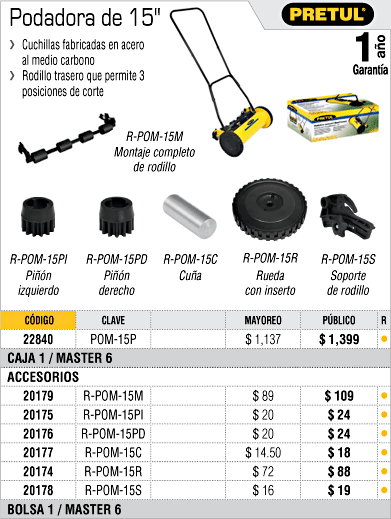 Podadora de 15"
PRETUL®
› Cuchillas fabricadas en acero
al medio carbono
› Rodillo trasero que permite 3
posiciones de corte
1 año
Garantía
R-POM-15M
Montaje completo
de rodillo
R-POM-15PI
Piñón
izquierdo
R-POM-15PD
Piñón
derecho
R-POM-15C
Cuña
R-POM-15R
Rueda
con inserto
R-POM-15S
Soporte
de rodillo
CÓDIGO CLAVE MAYOREO PÚBLICO R
22840 POM-15P $ 1,137 $ 1,399 •
CAJA 1 / MASTER 6
ACCESORIOS
20179 R-POM-15M $ 89 $ 109 •
20175 R-POM-15PI $ 20 $ 24 •
20176 R-POM-15PD $ 20 $ 24 •
20177 R-POM-15C $ 14.50 $ 18 •
20174 R-POM-15R $ 72 $ 88 •
20178 R-POM-15S $ 16 $ 19 •
BOLSA 1 / MASTER 6